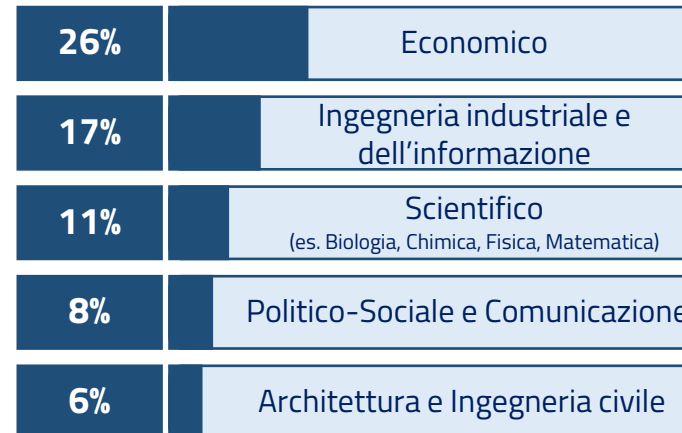 26%
Economico
17%
Ingegneria industriale e
dell'informazione
11%
Scientifico
(es. Biologia, Chimica, Fisica, Matematica)
8%
Politico-Sociale e Comunicazione
6%
Architettura e Ingegneria civile